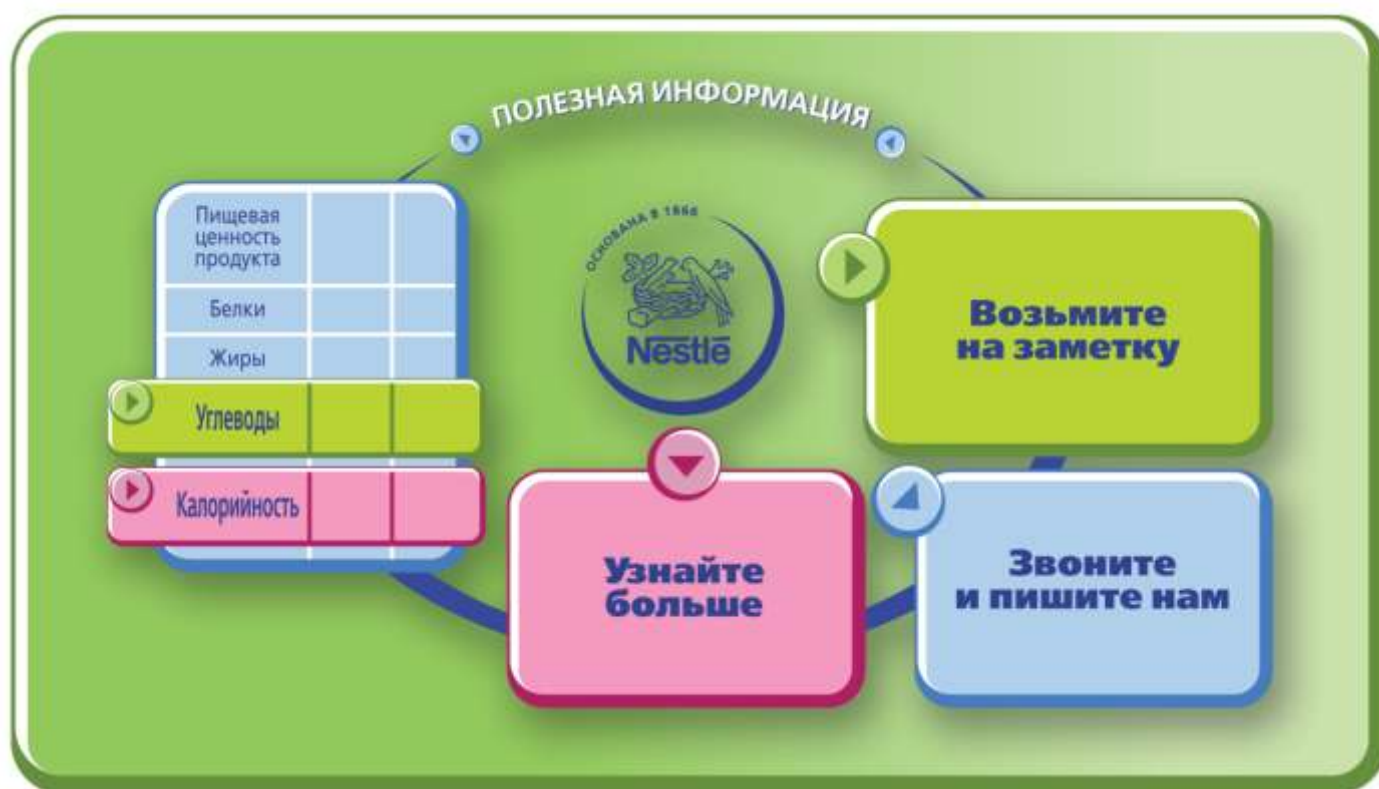 ПОЛЕЗНАЯ ИНФОРМАЦИЯ
Пищевая
ценность
продукта
Белки
Жиры
Углеводы
Калорийность
ОСНОВАНА В 1866
Nestlé
Возьмите
на заметку
Узнайте
больше
Звоните
и пишите нам